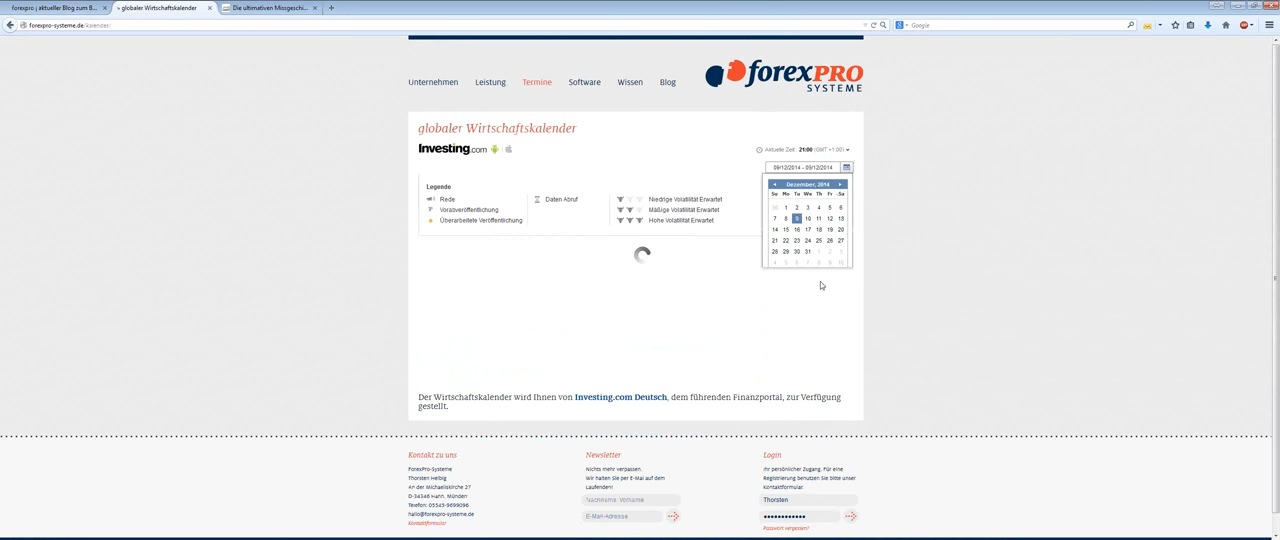 forexpro | aktueller Blog zum B...
globaler Wirtschaftskalender
Die ultimativen Missgeschi...
forexpro-systeme.de/kalender/
Google
Unternehmen Leistung Termine Software Wissen Blog
forexPRO
SYSTEME
globaler Wirtschaftskalender
Investing.com
Aktuelle Zeit : 21:00 (GMT +1:00)
09/12/2014 - 09/12/2014
Legende
Rede
Vorabveröffentlichung
Überarbeitete Veröffentlichung
Daten Abruf
Niedrige Volatilität Erwartet
Mäßige Volatilität Erwartet
Hohe Volatilität Erwartet
Dezember, 2014
Su Mo Tu We Th Fr Sa
30 1 2 3 4 5 6
7 8 9 10 11 12 13
14 15 16 17 18 19 20
21 22 23 24 25 26 27
28 29 30 31 1 2 3
4 5 6 7 8 9 10
Der Wirtschaftskalender wird Ihnen von Investing.com Deutsch, dem führenden Finanzportal, zur Verfügung
gestellt.
Kontakt zu uns
ForexPro-Systeme
Thorsten Helbig
An der Michaeliskirche 27
D-34346 Hann. Münden
Telefon: 05545-9699096
hallo@forexpro-systeme.de
Kontaktformular
Newsletter
Nichts mehr verpassen.
Wir halten Sie per E-Mail auf dem
Laufenden!
Nachname, Vorname
E-Mail-Adresse
Login
Ihr persönlicher Zugang. Für eine
Registrierung benutzen Sie bitte unser
Kontaktformular.
Thorsten
Passwort vergessen?